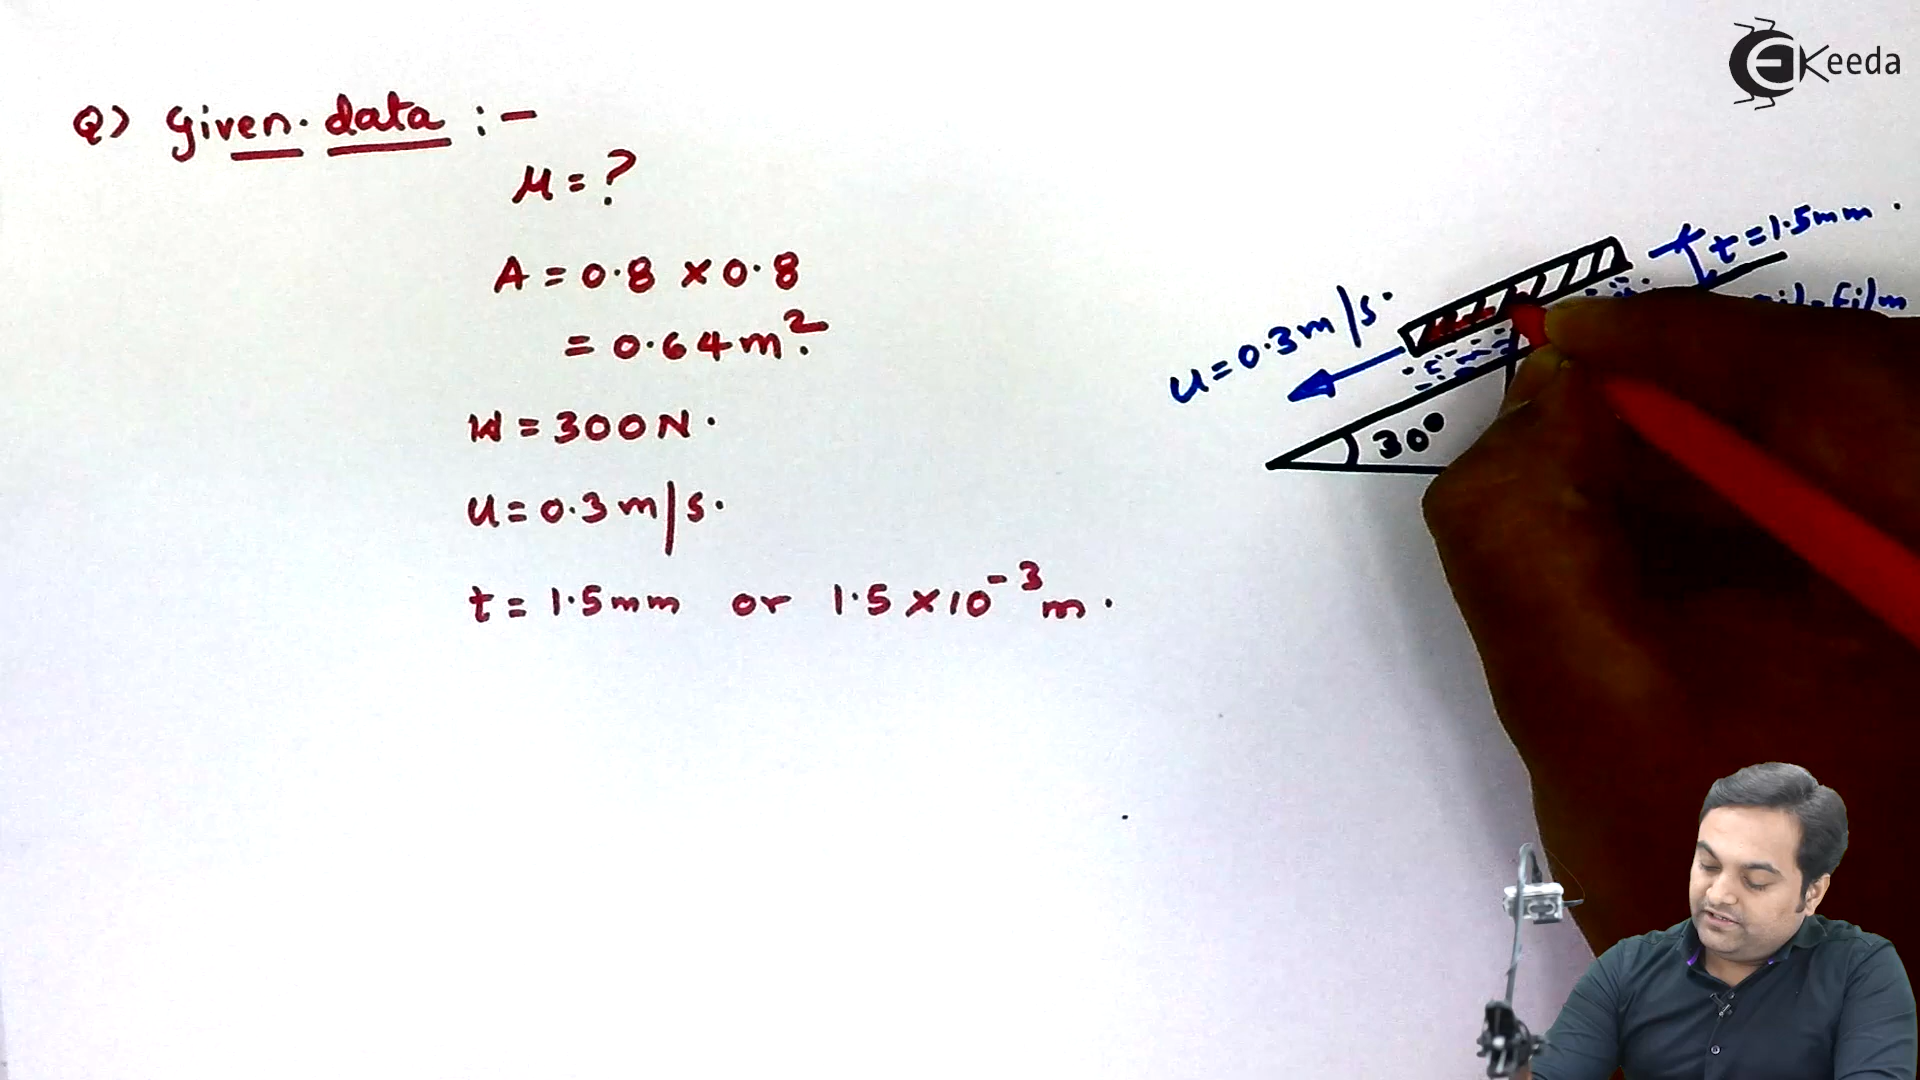 Q) Given data :-
μ = ?
A = 0.8 × 0.8
= 0.64 m².
W = 300 N.
u = 0.3 m/s.
t = 1.5 mm or 1.5 × 10⁻³ m.
eKeeda
t = 1.5 mm.
film
u = 0.3 m/s.
30°